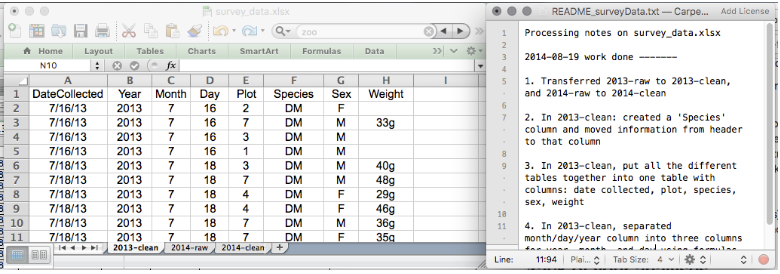 survey_data.xlsx
zoo
Home Layout Tables Charts SmartArt Formulas Data
N10 fx
A B C D E F G H I
1 DateCollected Year Month Day Plot Species Sex Weight
2 7/16/13 2013 7 16 2 DM F
3 7/16/13 2013 7 16 7 DM M 33g
4 7/16/13 2013 7 16 3 DM M
5 7/16/13 2013 7 16 1 DM M
6 7/18/13 2013 7 18 3 DM M 40g
7 7/18/13 2013 7 18 7 DM M 48g
8 7/18/13 2013 7 18 4 DM F 29g
9 7/18/13 2013 7 18 4 DM F 46g
10 7/18/13 2013 7 18 7 DM M 36g
11 7/18/13 2013 7 18 7 DM F 35g
2013-clean 2014-raw 2014-clean +
README_surveyData.txt — Carpe... Add License
1 Processing notes on survey_data.xlsx
2
3 2014-08-19 work done -------
4
5 1. Transferred 2013-raw to 2013-clean,
and 2014-raw to 2014-clean
6
7 2. In 2013-clean: created a 'Species'
column and moved information from header
to that column
8
9 3. In 2013-clean, put all the different
tables together into one table with
columns: date collected, plot, species,
sex, weight
10
11 4. In 2013-clean, separated
month/day/year column into three columns
for year, month, and day using formulas
Line: 11:94 Plai... Tab Size: 4